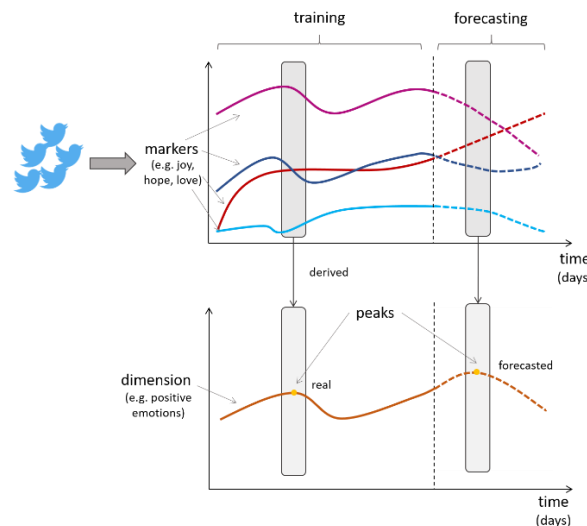 training
forecasting
markers
(e.g. joy,
hope, love)
time
(days)
derived
peaks
dimension
(e.g. positive
emotions)
real
forecasted
time
(days)